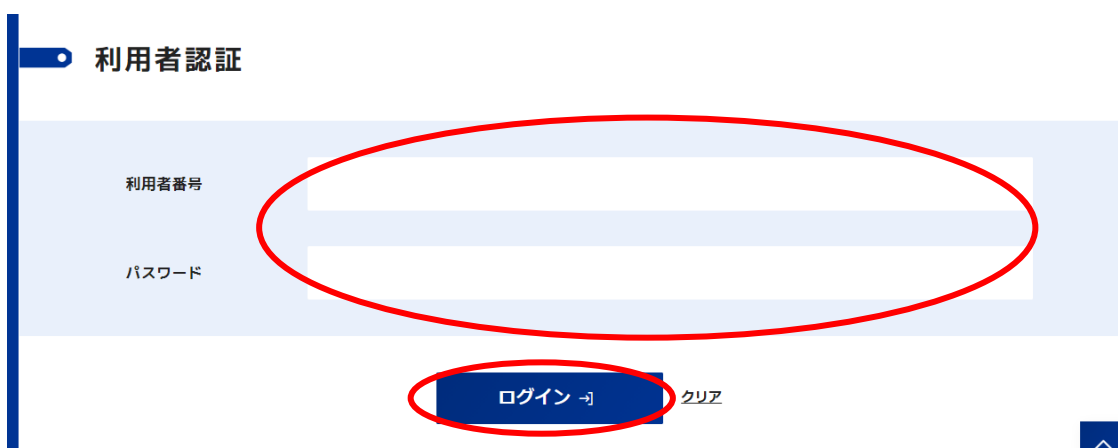 利用者認証
利用者番号
パスワード
ログイン
クリア